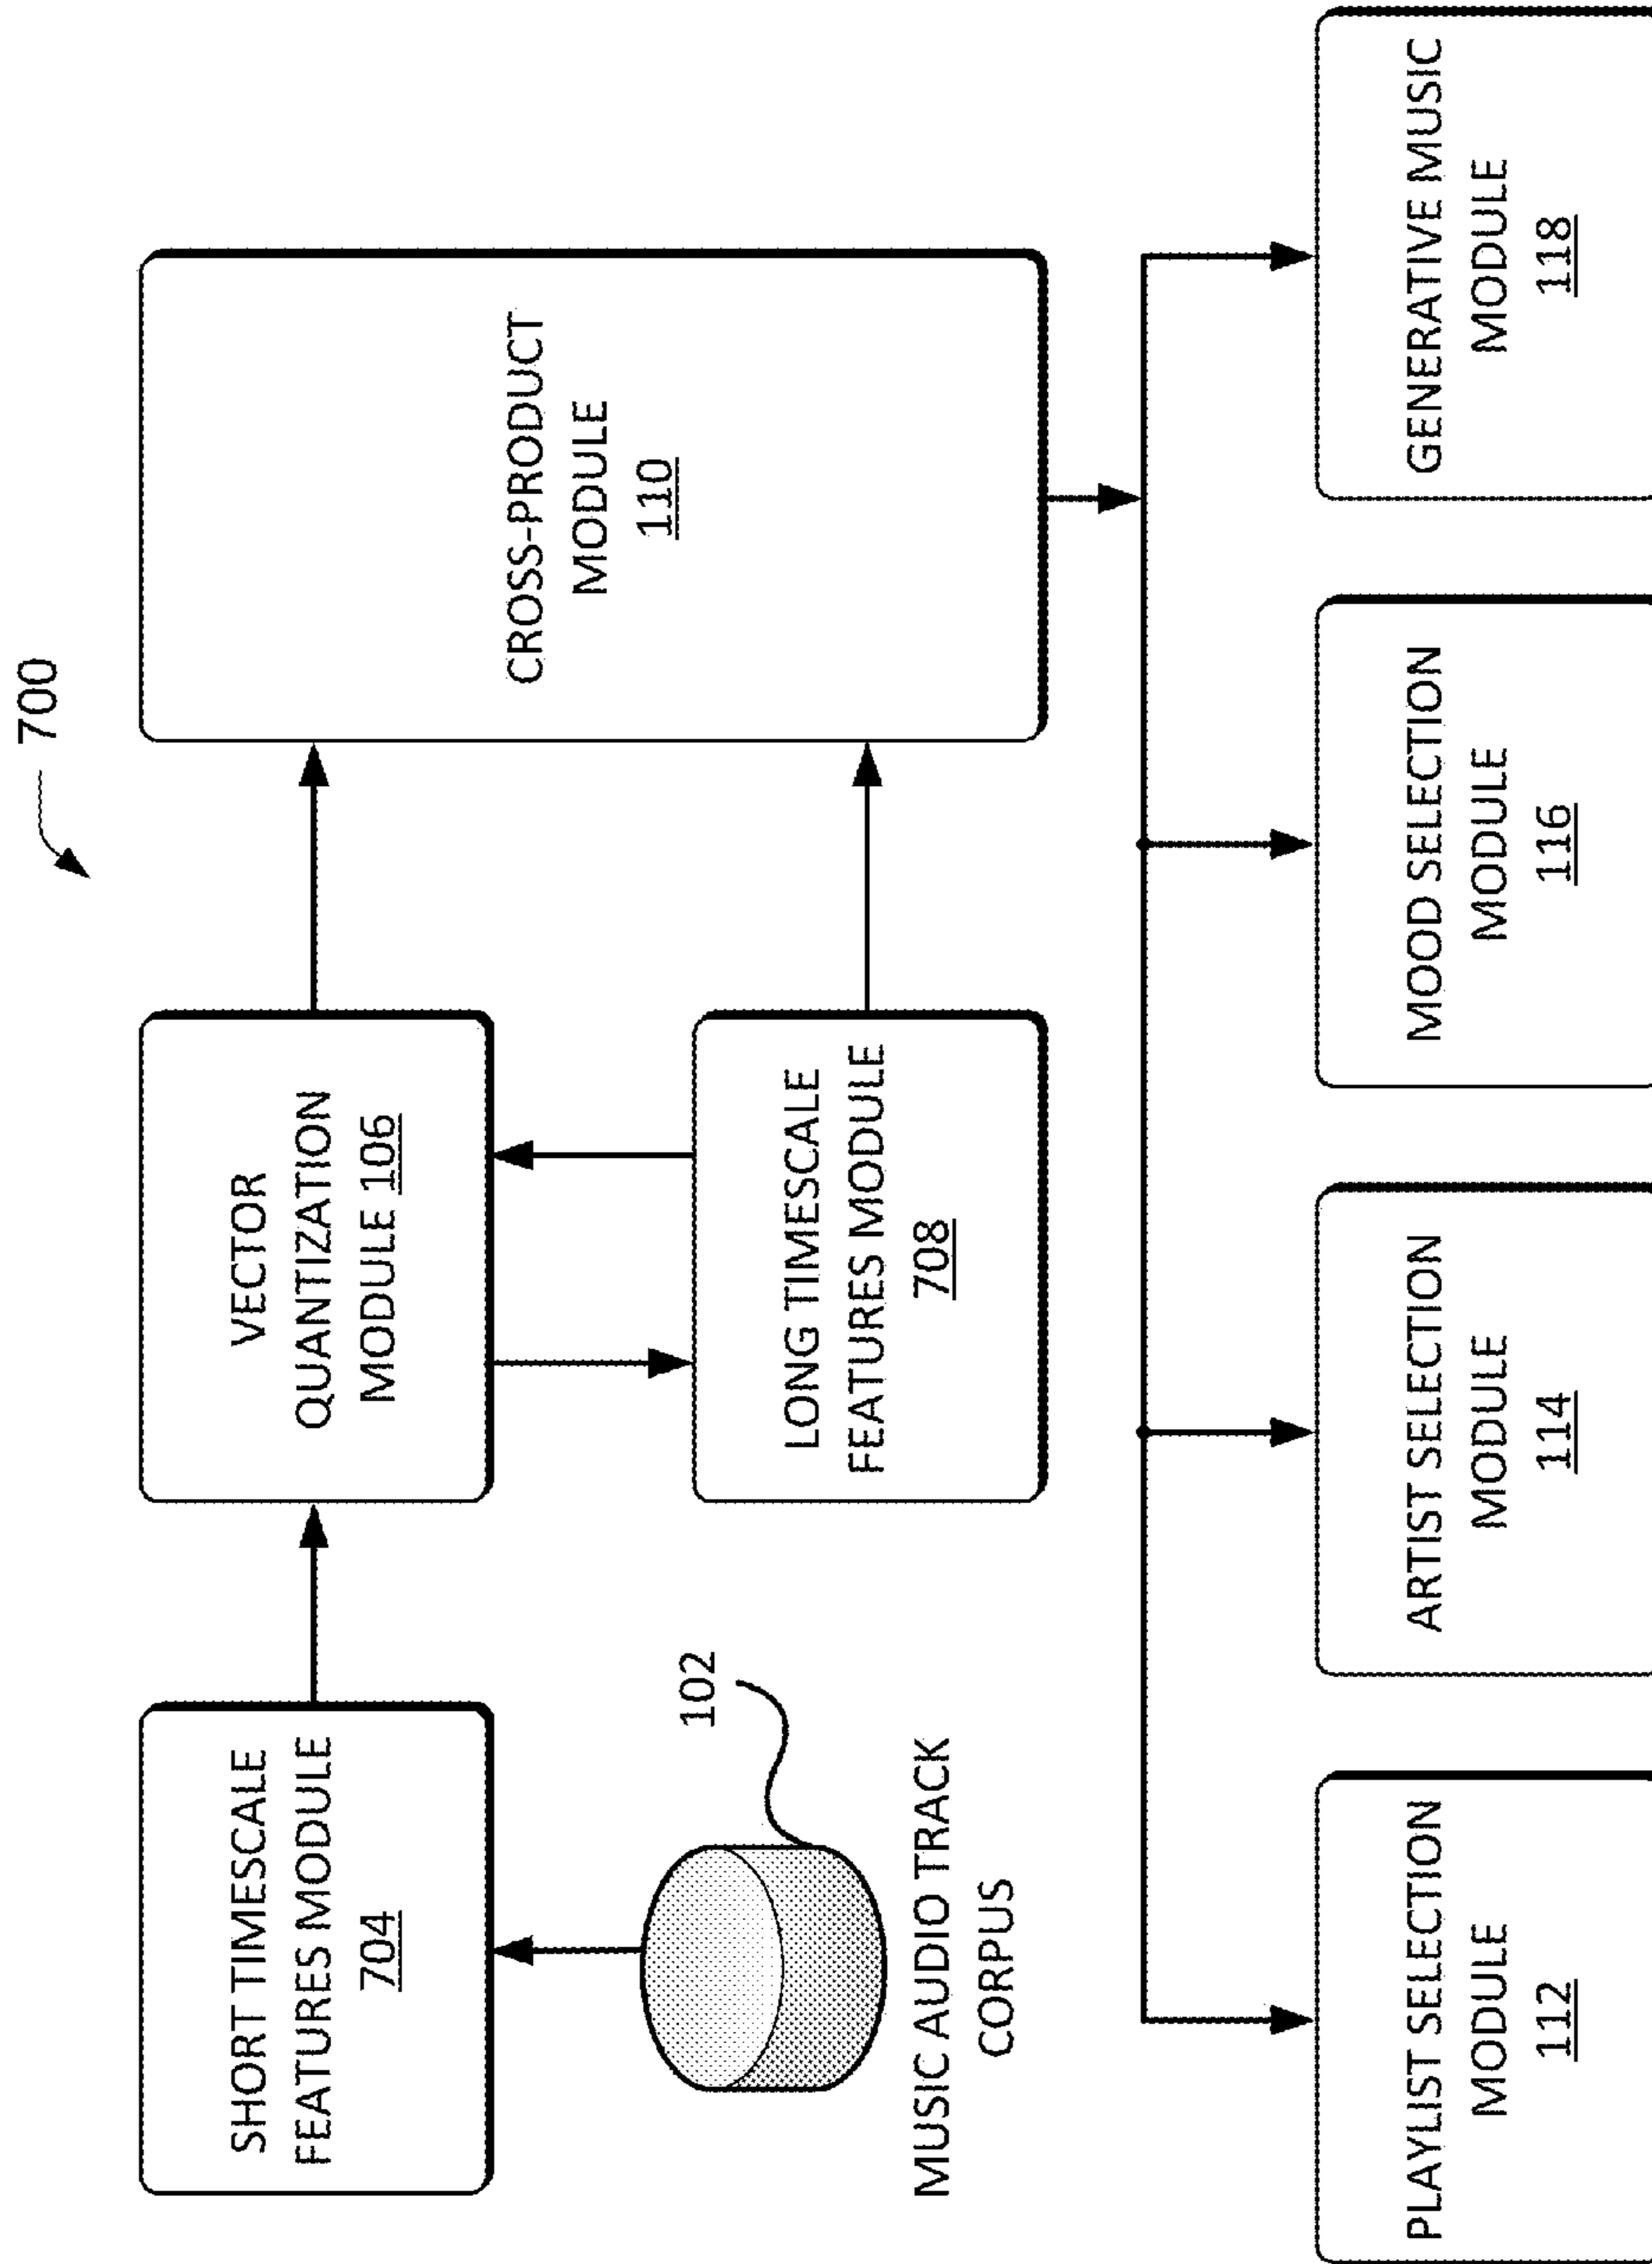 700
SHORT TIMESCALE
FEATURES MODULE
704
VECTOR
QUANTIZATION
MODULE 106
CROSS-PRODUCT
MODULE
110
102
MUSIC AUDIO TRACK
CORPUS
LONG TIMESCALE
FEATURES MODULE
708
PLAYLIST SELECTION
MODULE
112
ARTIST SELECTION
MODULE
114
MOOD SELECTION
MODULE
116
GENERATIVE MUSIC
MODULE
118